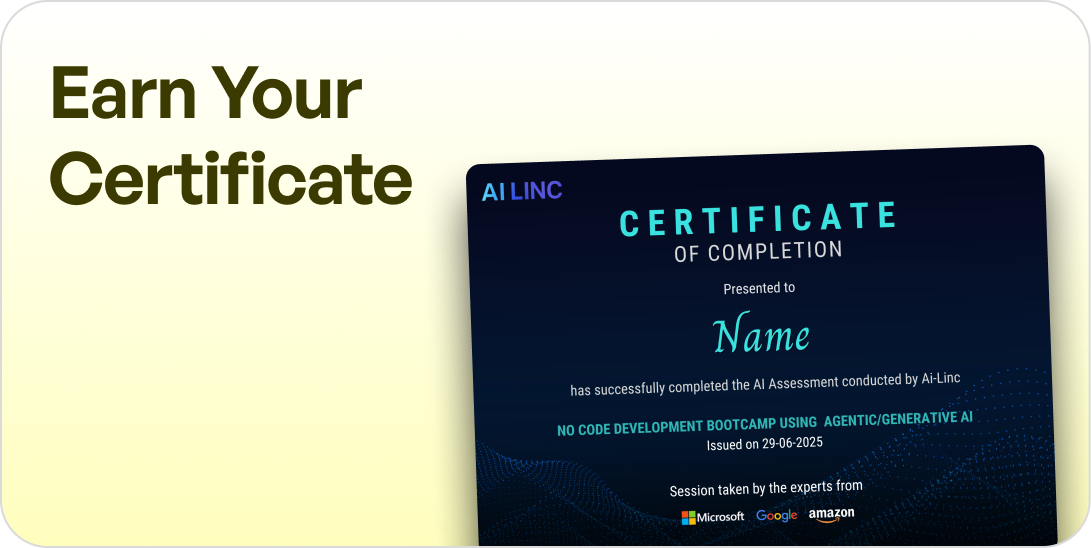 Earn Your
Certificate
AI LINC
CERTIFICATE
OF COMPLETION
Presented to
Name
has successfully completed the AI Assessment conducted by Ai-Linc
NO CODE DEVELOPMENT BOOTCAMP USING AGENTIC/GENERATIVE AI
Issued on 29-06-2025
Session taken by the experts from
Microsoft Google amazon